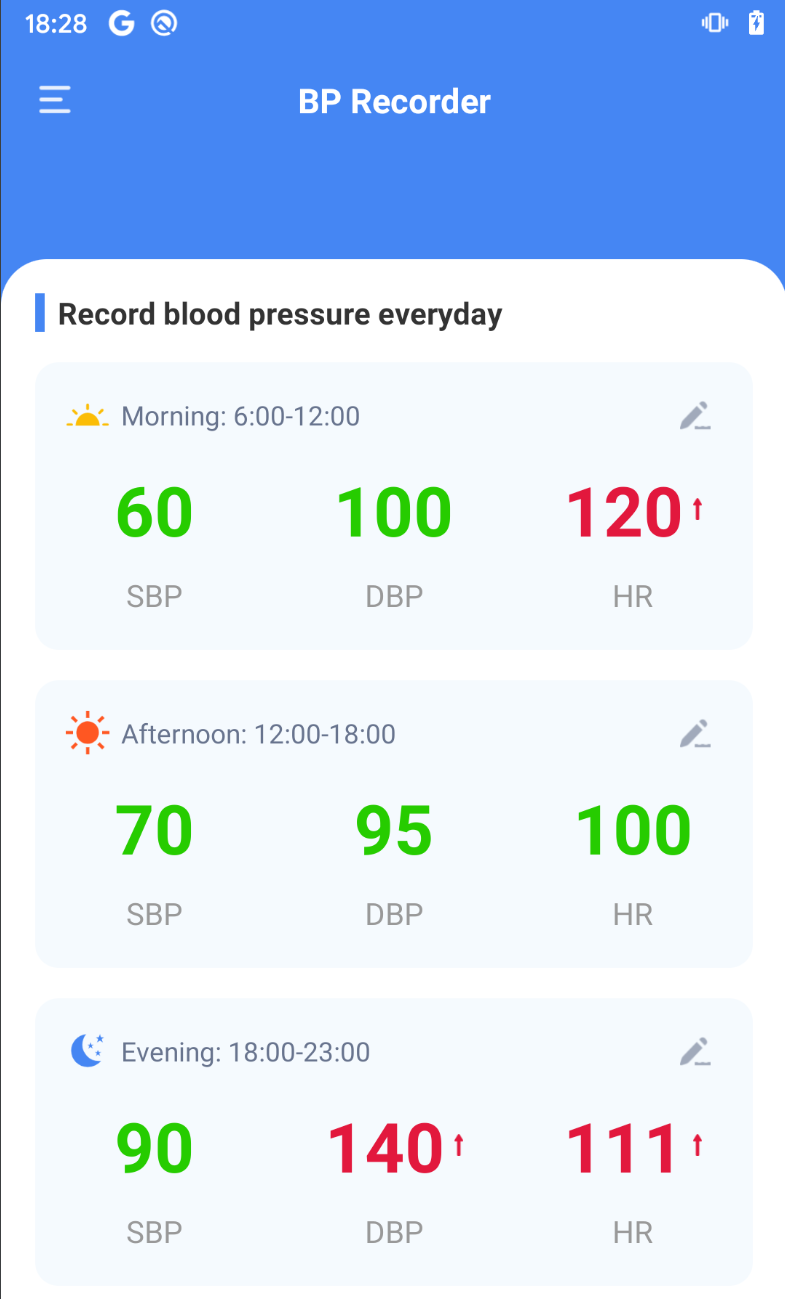 18:28
BP Recorder
Record blood pressure everyday
Morning: 6:00-12:00
60 100 120↑
SBP DBP HR
Afternoon: 12:00-18:00
70 95 100
SBP DBP HR
Evening: 18:00-23:00
90 140↑ 111↑
SBP DBP HR